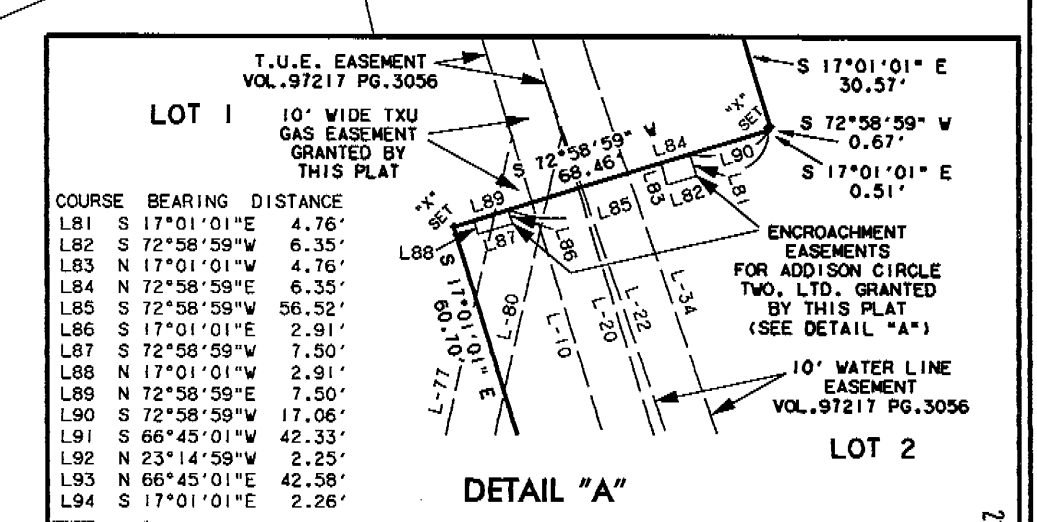 T.U.E. EASEMENT
VOL.97217 PG.3056
LOT 1
10' WIDE TXU
GAS EASEMENT
GRANTED BY
THIS PLAT
S 17°01'01" E
30.57'
"X"
SET
S 72°58'59" W
0.67'
S 17°01'01" E
0.51'
S 72°58'59" W
68.46'
L84
L90
L81
L82
L83
L85
L89
"X"
SET
L88
L87
L86
S 17°01'01" E
60.70'
L-77
L-80
L-10
L-20
L-22
L-34
ENCROACHMENT
EASEMENTS
FOR ADDISON CIRCLE
TWO, LTD. GRANTED
BY THIS PLAT
(SEE DETAIL "A")
10' WATER LINE
EASEMENT
VOL.97217 PG.3056
LOT 2
COURSE BEARING DISTANCE
L81 S 17°01'01"E 4.76'
L82 S 72°58'59"W 6.35'
L83 N 17°01'01"W 4.76'
L84 N 72°58'59"E 6.35'
L85 S 72°58'59"W 56.52'
L86 S 17°01'01"E 2.91'
L87 S 72°58'59"W 7.50'
L88 N 17°01'01"W 2.91'
L89 N 72°58'59"E 7.50'
L90 S 72°58'59"W 17.06'
L91 S 66°45'01"W 42.33'
L92 N 23°14'59"W 2.25'
L93 N 66°45'01"E 42.58'
L94 S 17°01'01"E 2.26'
DETAIL "A"